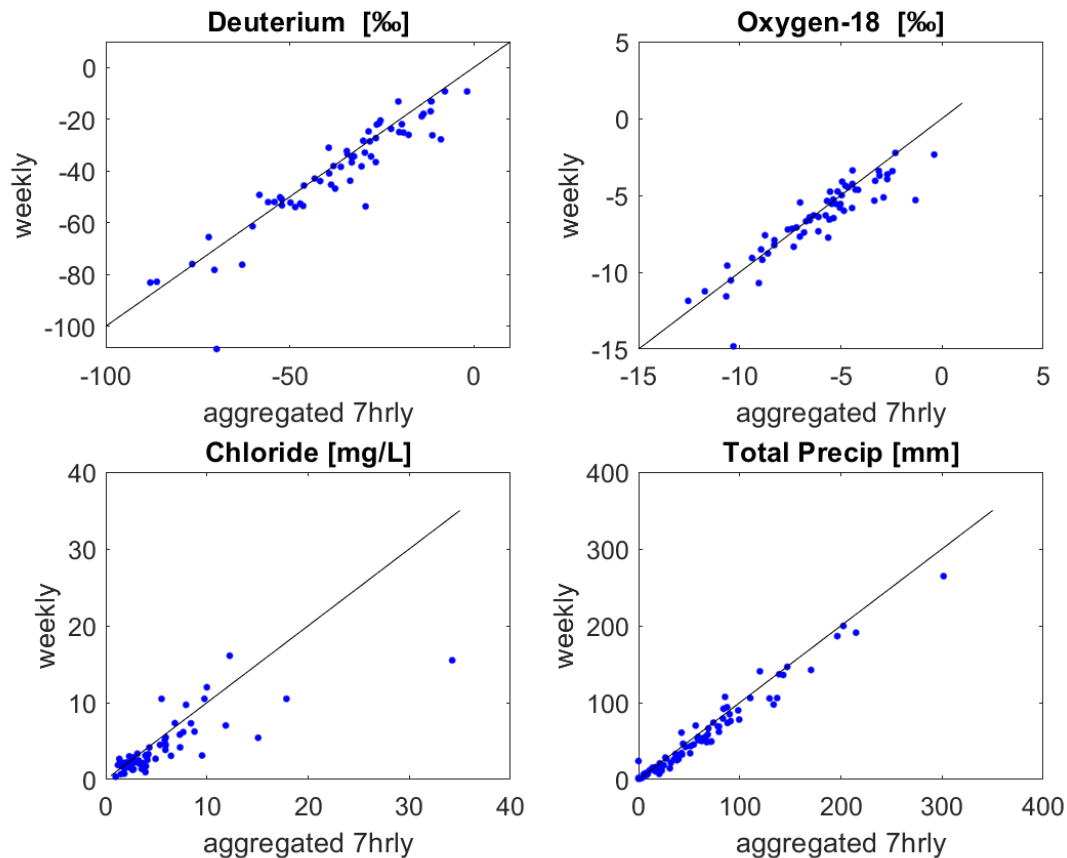 Deuterium [‰]
0
-20
-40
-60
-80
-100
weekly
-100 -50 0
aggregated 7hrly
Oxygen-18 [‰]
5
0
-5
-10
-15
weekly
-15 -10 -5 0 5
aggregated 7hrly
Chloride [mg/L]
40
30
20
10
0
weekly
0 10 20 30 40
aggregated 7hrly
Total Precip [mm]
400
300
200
100
0
weekly
0 100 200 300 400
aggregated 7hrly